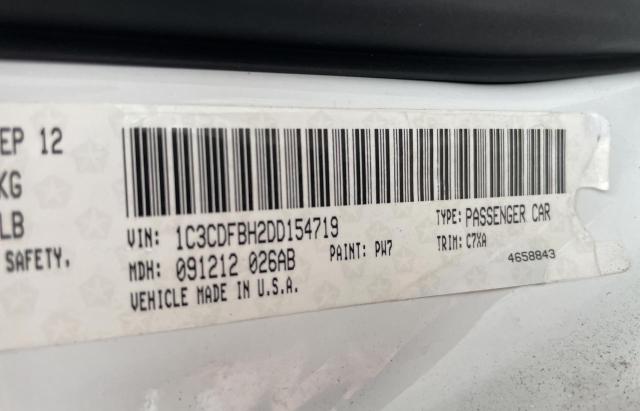 EP 12
KG
LB
SAFETY.
VIN: 1C3CDFBH2DD154719
TYPE: PASSENGER CAR
MDH: 091212 026AB
PAINT: PW7
TRIM: C7XA
VEHICLE MADE IN U.S.A.
4658843